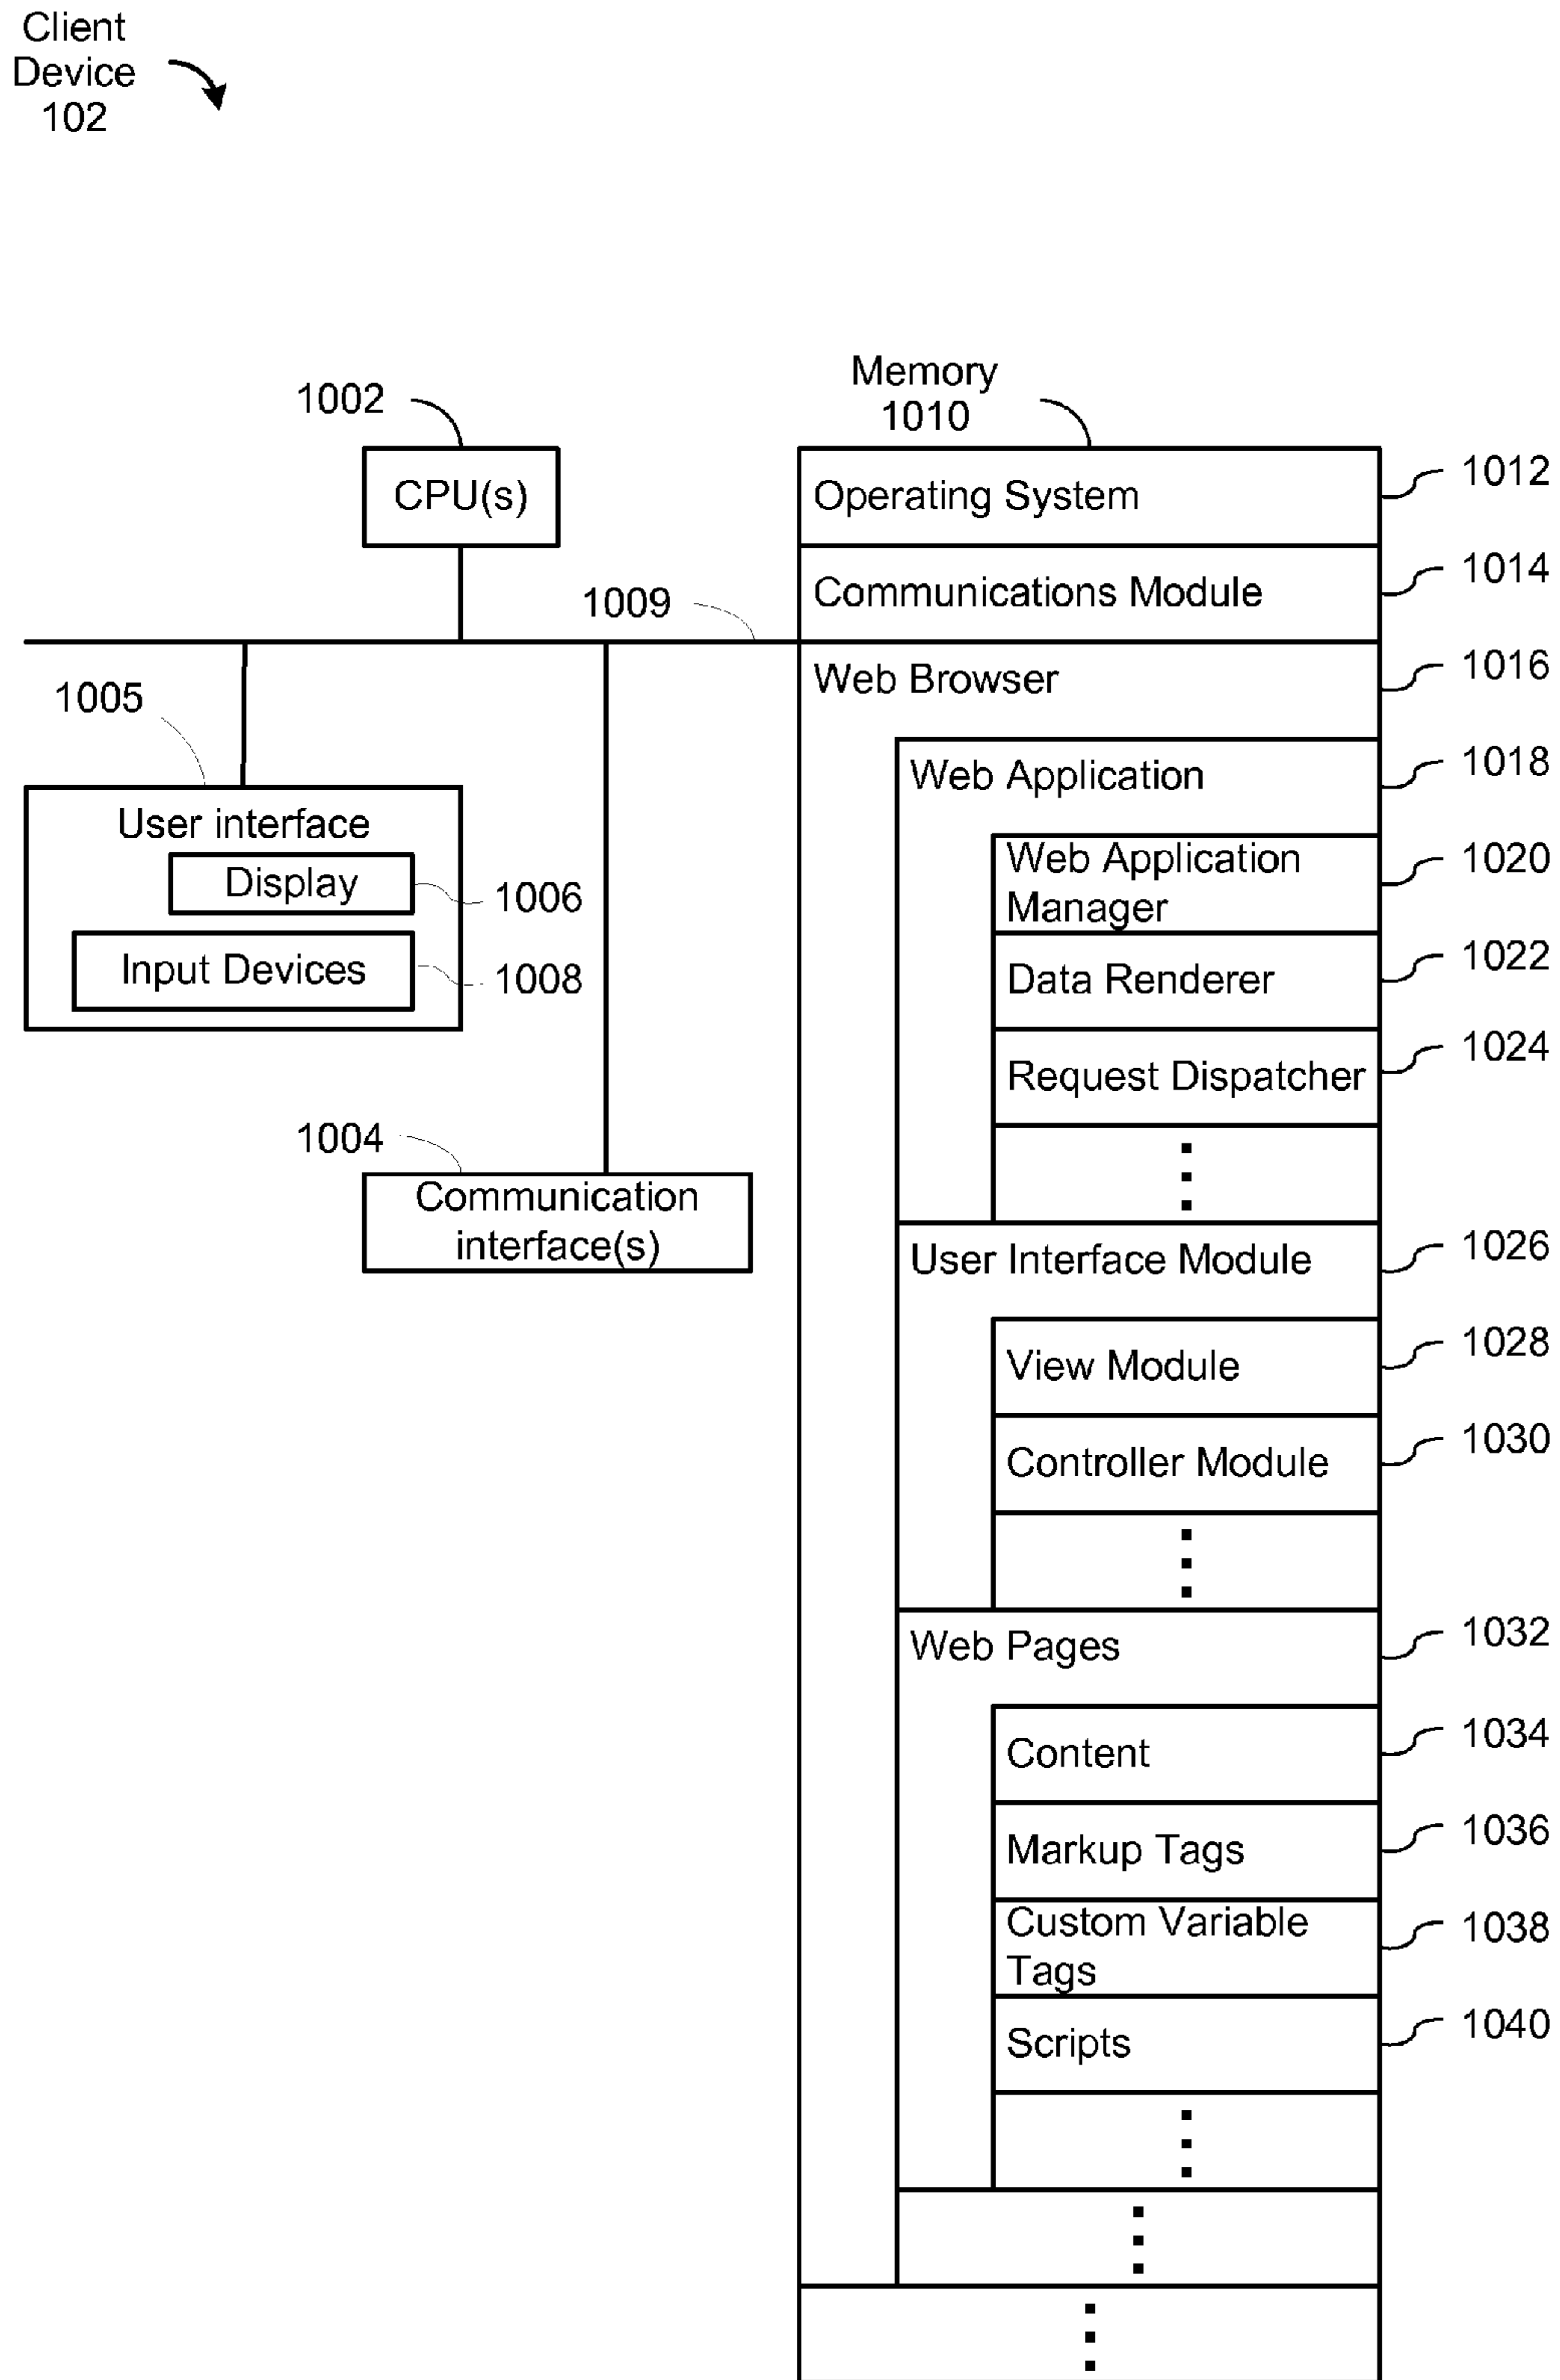 Client
Device
102
1002
CPU(s)
1009
1005
User interface
Display
1006
Input Devices
1008
1004
Communication
interface(s)
Memory
1010
Operating System
1012
Communications Module
1014
Web Browser
1016
Web Application
1018
Web Application
Manager
1020
Data Renderer
1022
Request Dispatcher
1024
User Interface Module
1026
View Module
1028
Controller Module
1030
Web Pages
1032
Content
1034
Markup Tags
1036
Custom Variable
Tags
1038
Scripts
1040